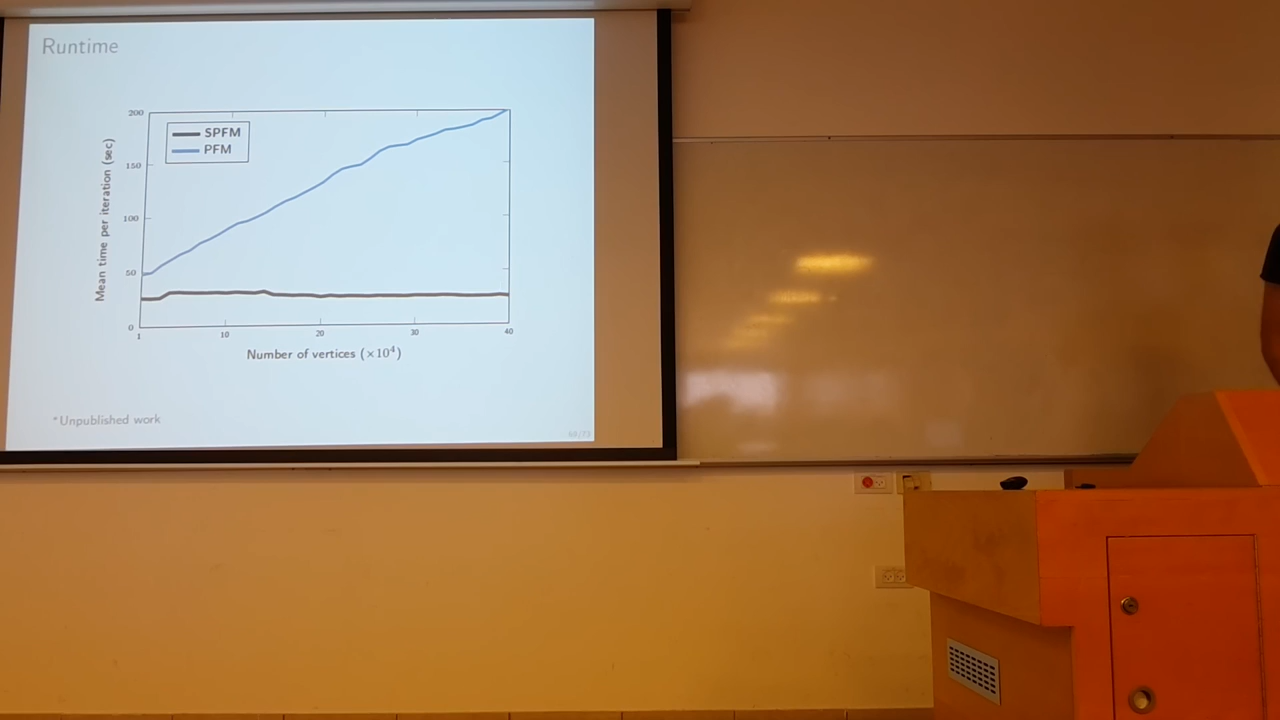 Runtime
SPFM
PFM
Mean time per iteration (sec)
200
150
100
50
0
1
10
20
30
40
Number of vertices (×10⁴)
*Unpublished work